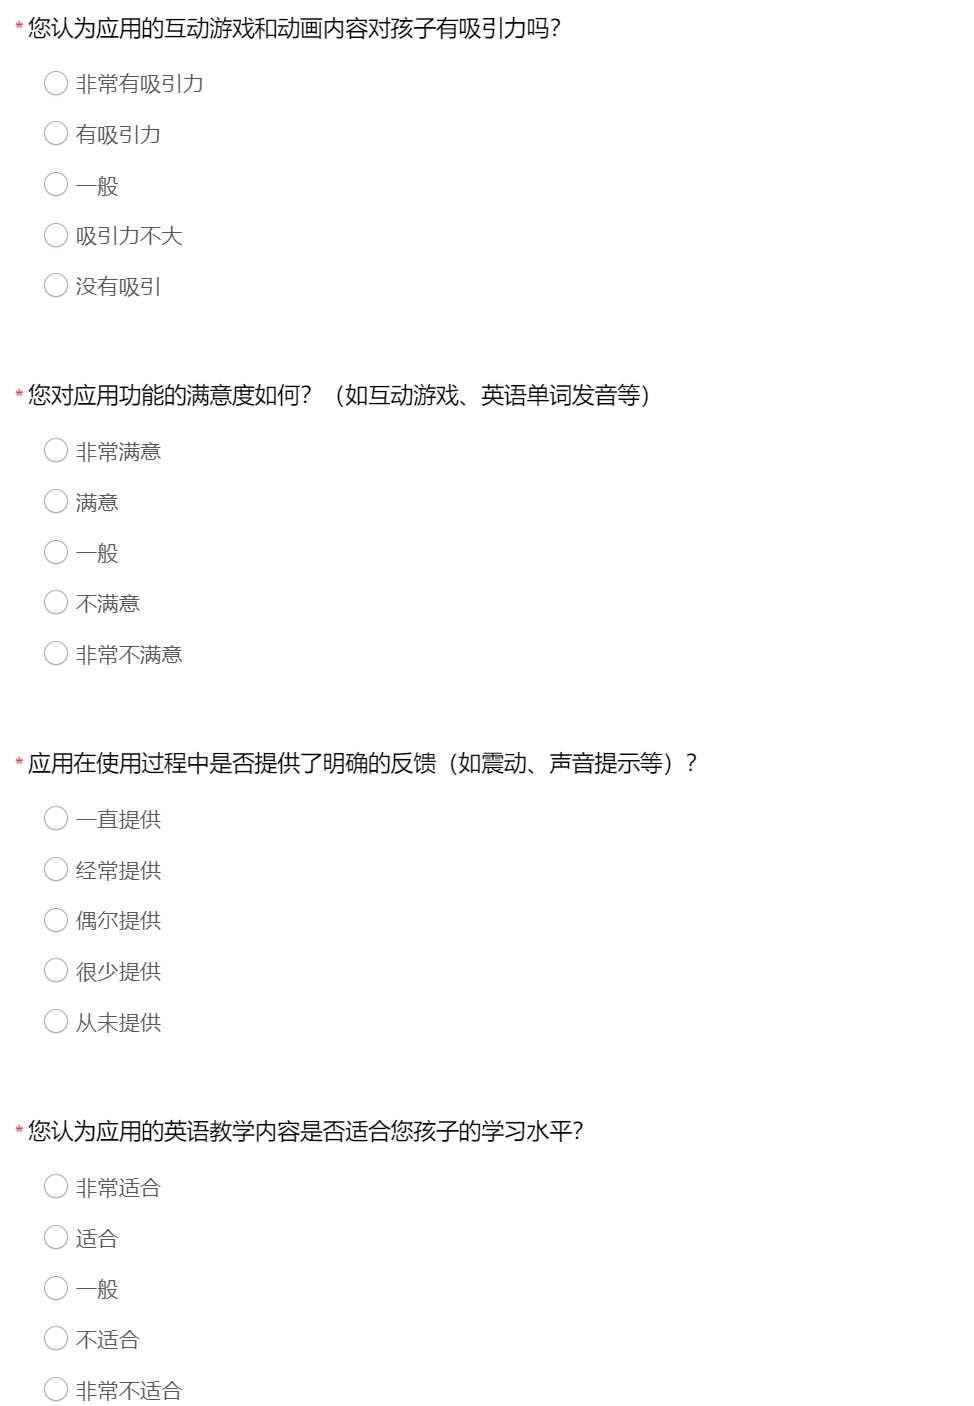 * 您认为应用的互动游戏和动画内容对孩子有吸引力吗？
非常有吸引力
有吸引力
一般
吸引力不大
没有吸引
* 您对应用功能的满意度如何？（如互动游戏、英语单词发音等）
非常满意
满意
一般
不满意
非常不满意
* 应用在使用过程中是否提供了明确的反馈（如震动、声音提示等）？
一直提供
经常提供
偶尔提供
很少提供
从未提供
* 您认为应用的英语教学内容是否适合您孩子的学习水平？
非常适合
适合
一般
不适合
非常不适合